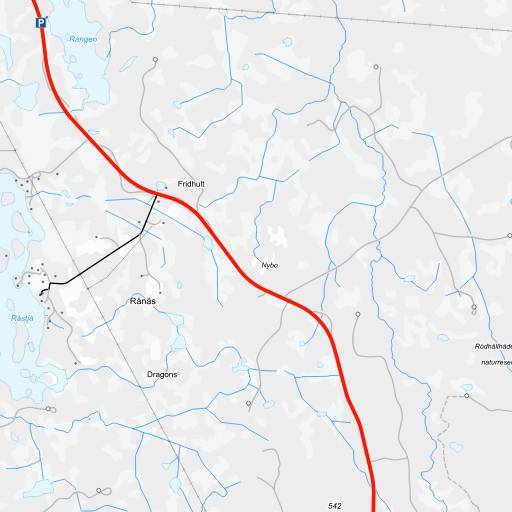 P
Rangen
Fridhult
Nybo
Rånäs
Råstjä
Rödhällhäde
naturreser
Dragons
542